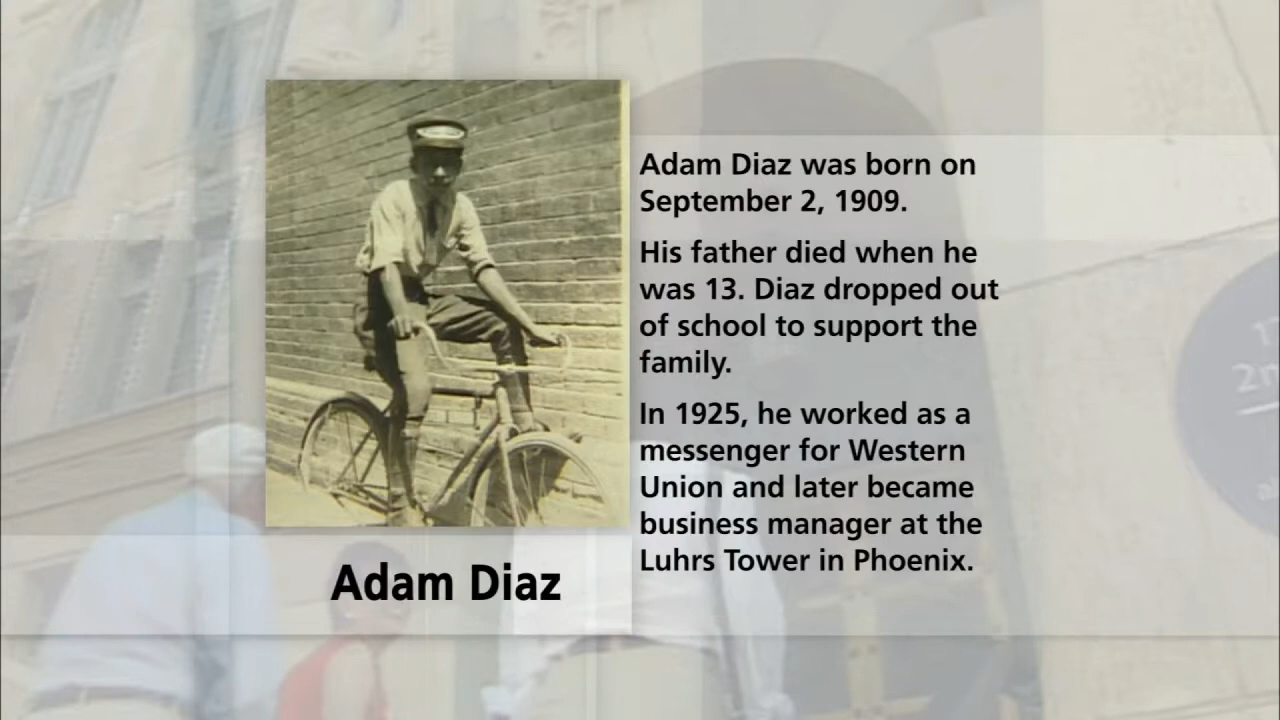 Adam Diaz was born on
September 2, 1909.
His father died when he
was 13. Diaz dropped out
of school to support the
family.
In 1925, he worked as a
messenger for Western
Union and later became
business manager at the
Luhrs Tower in Phoenix.
Adam Diaz